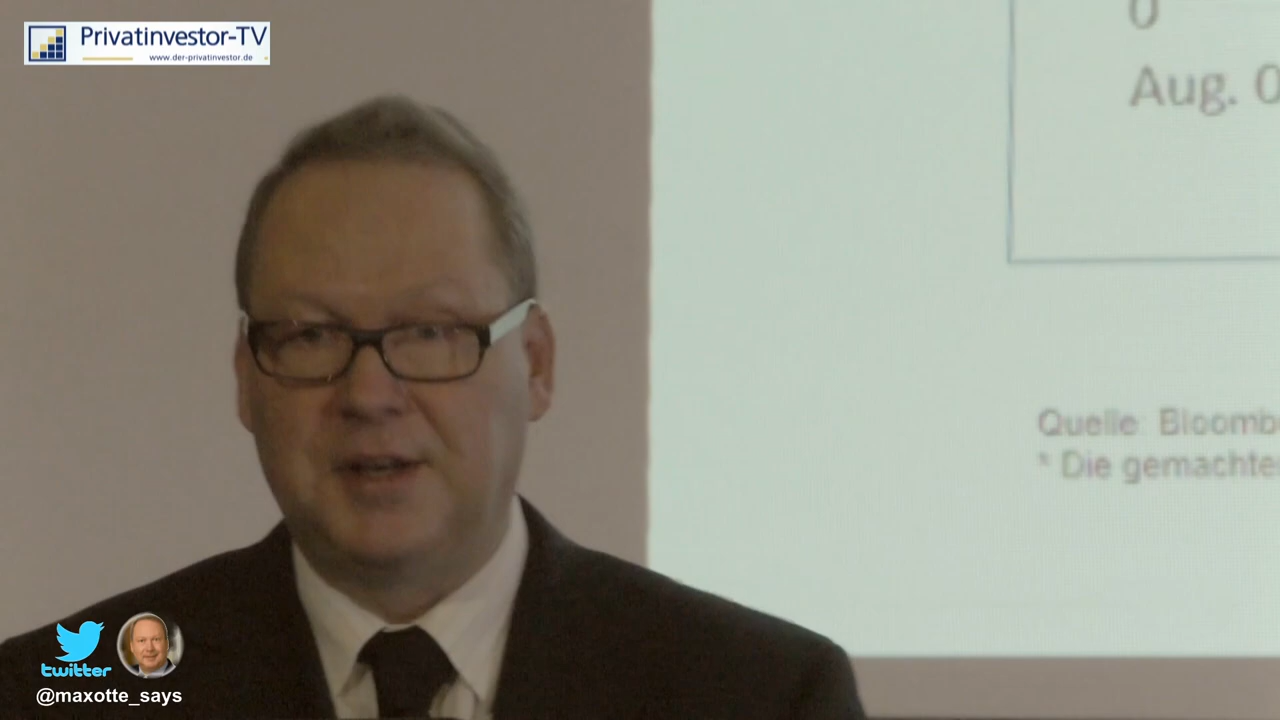 Privatinvestor-TV
www.der-privatinvestor.de
0
Aug. 0
Quelle: Bloomb
* Die gemachte
twitter
@maxotte_says